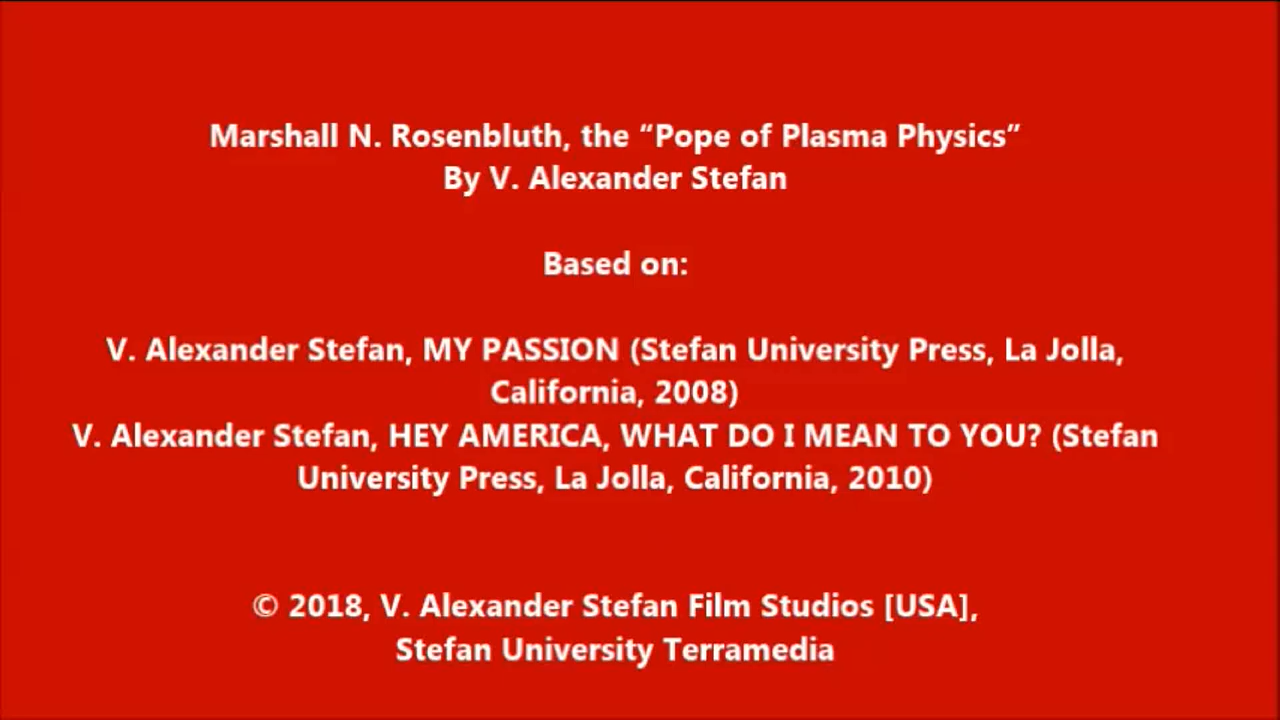 Marshall N. Rosenbluth, the “Pope of Plasma Physics”
By V. Alexander Stefan
Based on:
V. Alexander Stefan, MY PASSION (Stefan University Press, La Jolla,
California, 2008)
V. Alexander Stefan, HEY AMERICA, WHAT DO I MEAN TO YOU? (Stefan
University Press, La Jolla, California, 2010)
© 2018, V. Alexander Stefan Film Studios [USA],
Stefan University Terramedia